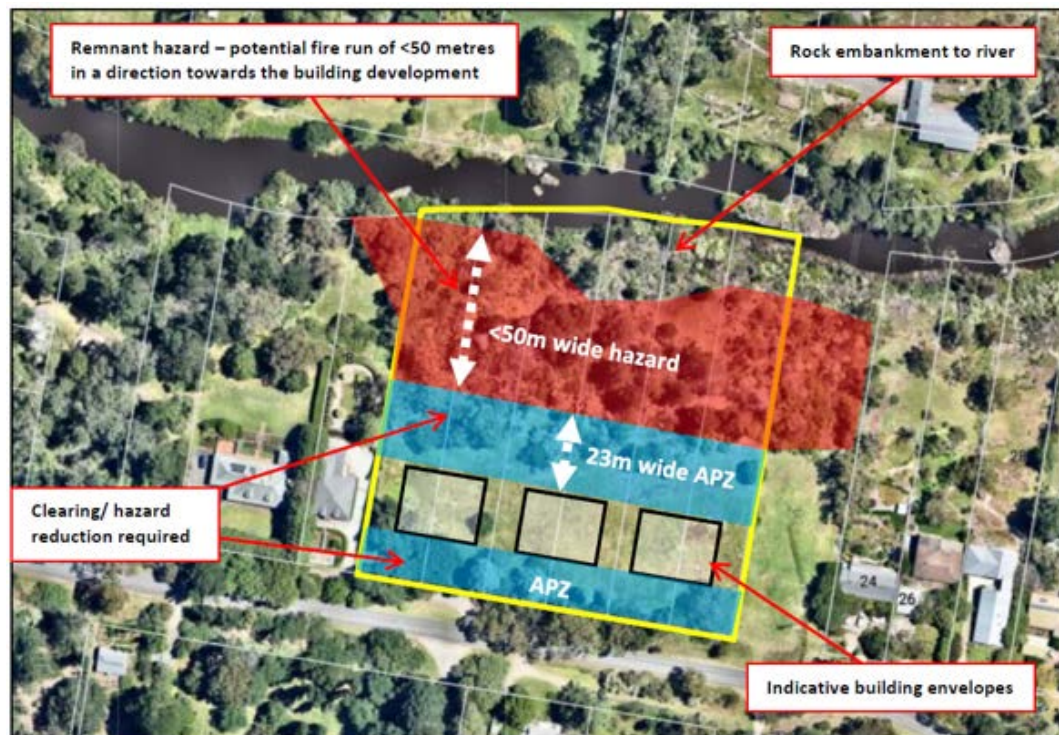 Remnant hazard – potential fire run of <50 metres
in a direction towards the building development
Rock embankment to river
<50m wide hazard
23m wide APZ
Clearing/ hazard
reduction required
APZ
24
26
Indicative building envelopes